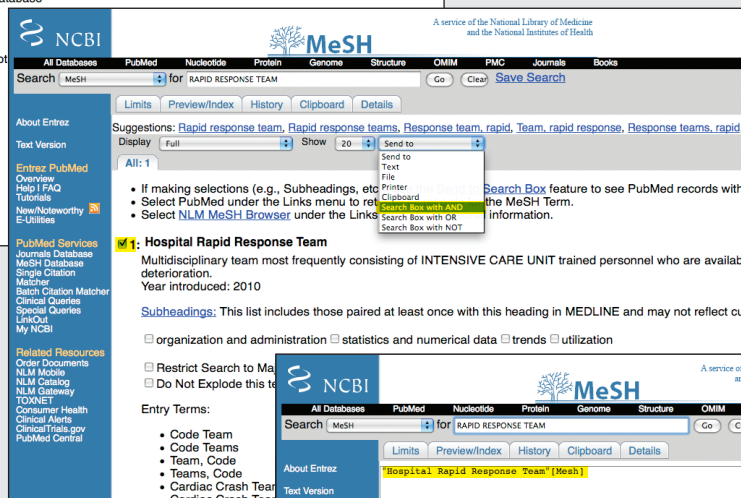 atabase
ot
NCBI
MeSH
A service of the National Library of Medicine
and the National Institutes of Health
All Databases PubMed Nucleotide Protein Genome Structure OMIM PMC Journals Books
Search MeSH for RAPID RESPONSE TEAM Go Clear Save Search
Limits Preview/Index History Clipboard Details
Suggestions: Rapid response team, Rapid response teams, Response team, rapid, Team, rapid response, Response teams, rapid
Display Full Show 20 Send to
All: 1
Send to
Text
File
Printer
Clipboard
Search Box with AND
Search Box with OR
Search Box with NOT
• If making selections (e.g., Subheadings, etc Search Box feature to see PubMed records with
• Select PubMed under the Links menu to ret the MeSH Term.
• Select NLM MeSH Browser under the Links information.
1: Hospital Rapid Response Team
Multidisciplinary team most frequently consisting of INTENSIVE CARE UNIT trained personnel who are availab
deterioration.
Year introduced: 2010
Subheadings: This list includes those paired at least once with this heading in MEDLINE and may not reflect cu
organization and administration statistics and numerical data trends utilization
Restrict Search to Maj
Do Not Explode this te
Entry Terms:
• Code Team
• Code Teams
• Team, Code
• Teams, Code
• Cardiac Crash Team
About Entrez
Text Version
Entrez PubMed
Overview
Help | FAQ
Tutorials
New/Noteworthy
E-Utilities
PubMed Services
Journals Database
MeSH Database
Single Citation
Matcher
Batch Citation Matcher
Clinical Queries
Special Queries
LinkOut
My NCBI
Related Resources
Order Documents
NLM Mobile
NLM Catalog
NLM Gateway
TOXNET
Consumer Health
Clinical Alerts
ClinicalTrials.gov
PubMed Central
NCBI
MeSH
A service of
an
All Databases PubMed Nucleotide Protein Genome Structure OMIM
Search MeSH for RAPID RESPONSE TEAM Go C
Limits Preview/Index History Clipboard Details
About Entrez
Text Version
"Hospital Rapid Response Team"[Mesh]